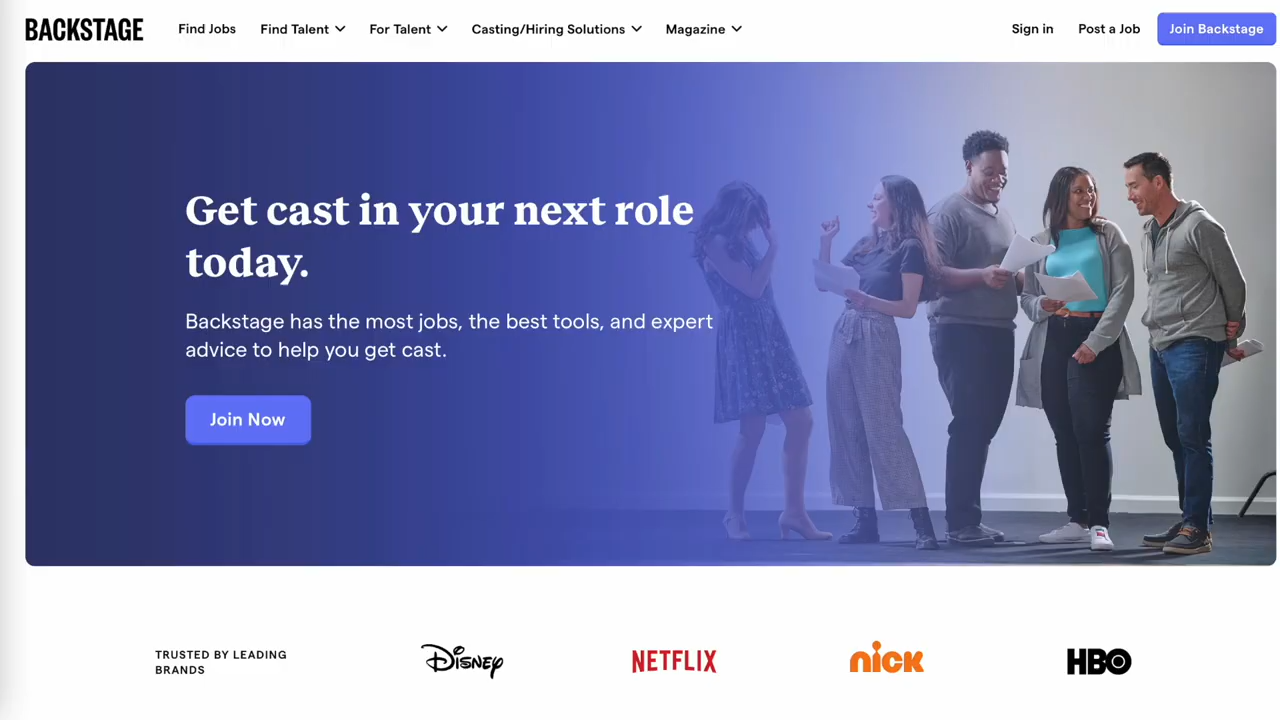 BACKSTAGE Find Jobs Find Talent For Talent Casting/Hiring Solutions Magazine Sign in Post a Job Join Backstage
Get cast in your next role
today.
Backstage has the most jobs, the best tools, and expert
advice to help you get cast.
Join Now
TRUSTED BY LEADING
BRANDS
Disney NETFLIX nick HBO